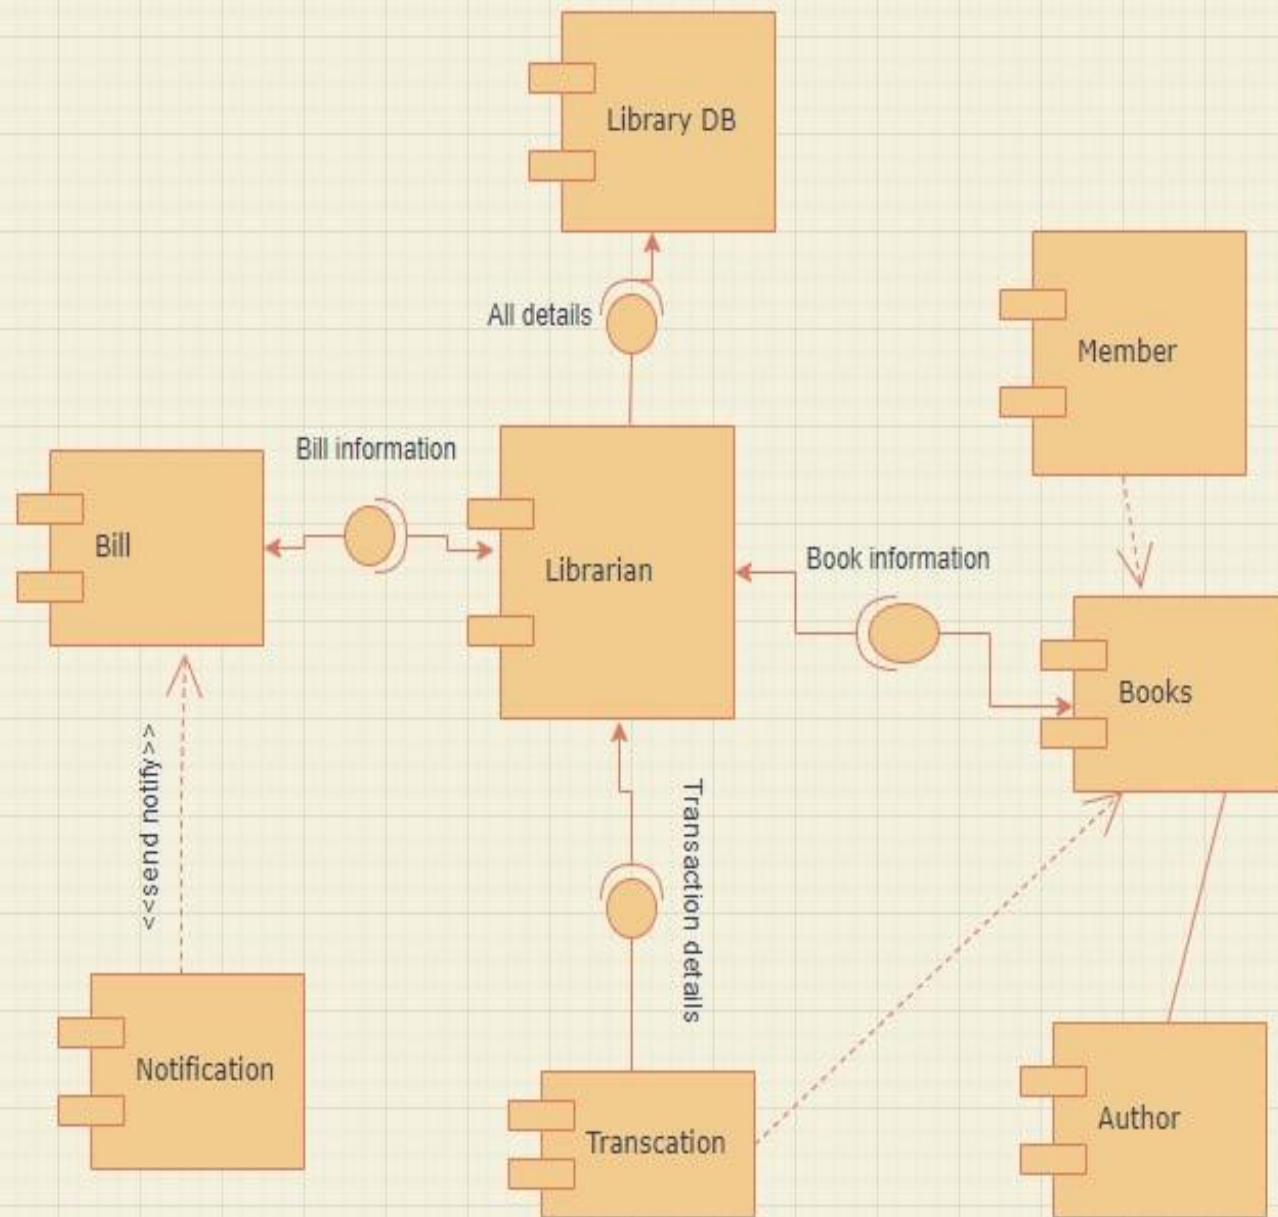 Library DB
All details
Member
Bill information
Bill
Librarian
Book information
Books
<<send notify>>
Transaction details
Notification
Transcation
Author